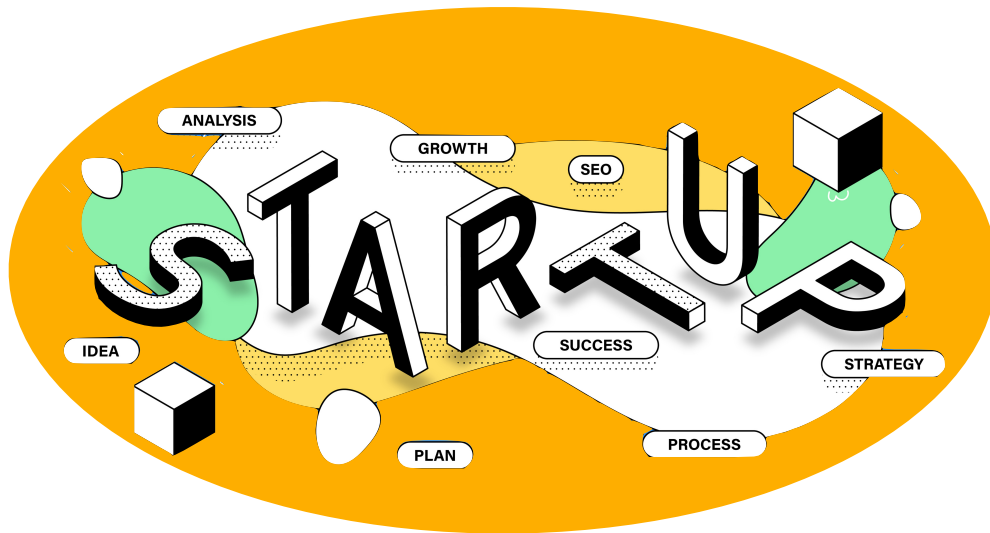 ANALYSIS
GROWTH
SEO
STARTUP
IDEA
SUCCESS
STRATEGY
PLAN
PROCESS